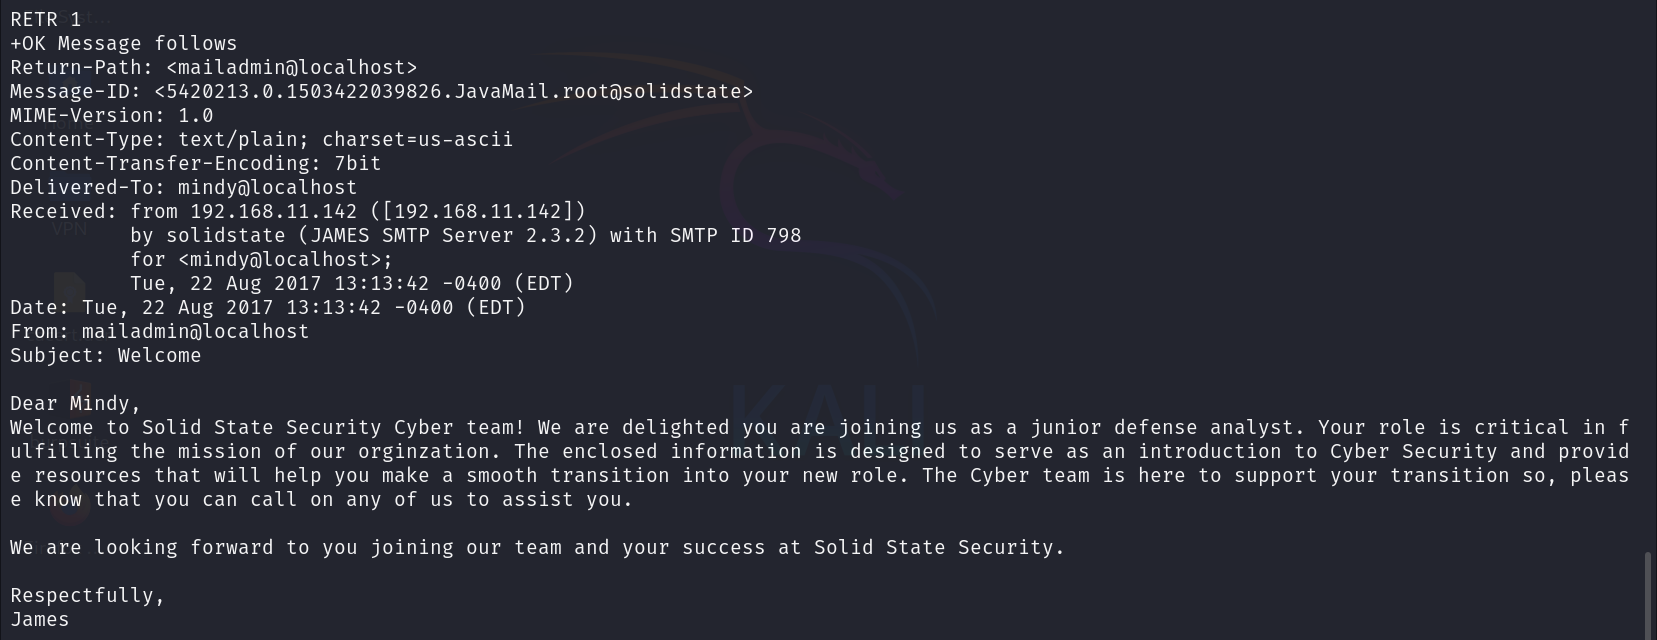 RETR 1
+OK Message follows
Return-Path: <mailadmin@localhost>
Message-ID: <5420213.0.1503422039826.JavaMail.root@solidstate>
MIME-Version: 1.0
Content-Type: text/plain; charset=us-ascii
Content-Transfer-Encoding: 7bit
Delivered-To: mindy@localhost
Received: from 192.168.11.142 ([192.168.11.142])
          by solidstate (JAMES SMTP Server 2.3.2) with SMTP ID 798
          for <mindy@localhost>;
          Tue, 22 Aug 2017 13:13:42 -0400 (EDT)
Date: Tue, 22 Aug 2017 13:13:42 -0400 (EDT)
From: mailadmin@localhost
Subject: Welcome

Dear Mindy,
Welcome to Solid State Security Cyber team! We are delighted you are joining us as a junior defense analyst. Your role is critical in f
ulfilling the mission of our orginzation. The enclosed information is designed to serve as an introduction to Cyber Security and provid
e resources that will help you make a smooth transition into your new role. The Cyber team is here to support your transition so, pleas
e know that you can call on any of us to assist you.

We are looking forward to you joining our team and your success at Solid State Security.

Respectfully,
James
VPN
KALI